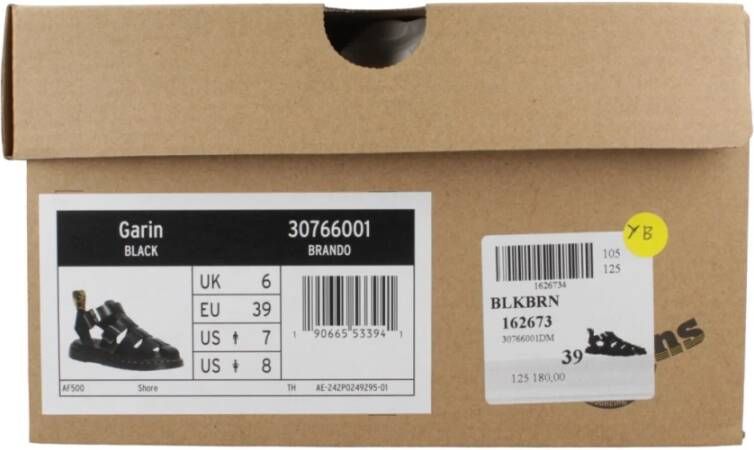 Garin 30766001
BLACK BRANDO
UK 6
EU 39
US 7
US 8
1 90665 53394 1
AF500 Shore TH AE-242P0249295-01
YB
105
125
1626734
BLKBRN
162673
30766001DM
39
125 180,00
ns